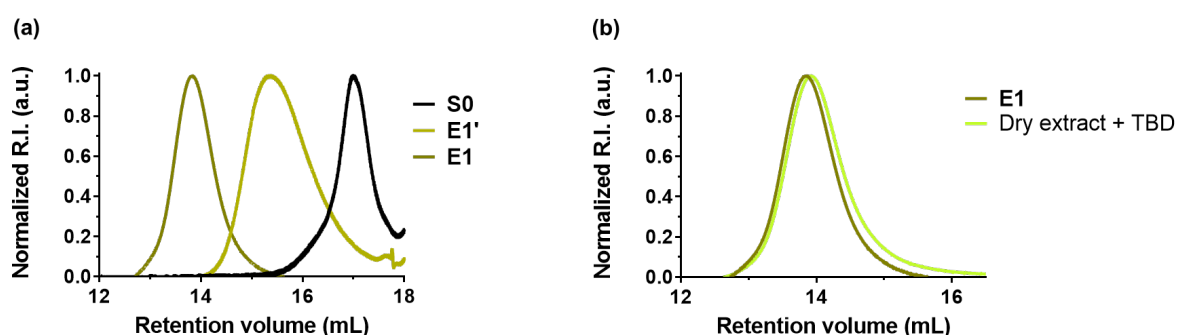 (a)
Normalized R.I. (a.u.)
1.0
0.8
0.6
0.4
0.2
0.0
12 14 16 18
Retention volume (mL)
S0
E1'
E1
(b)
Normalized R.I. (a.u.)
1.0
0.8
0.6
0.4
0.2
0.0
12 14 16
Retention volume (mL)
E1
Dry extract + TBD